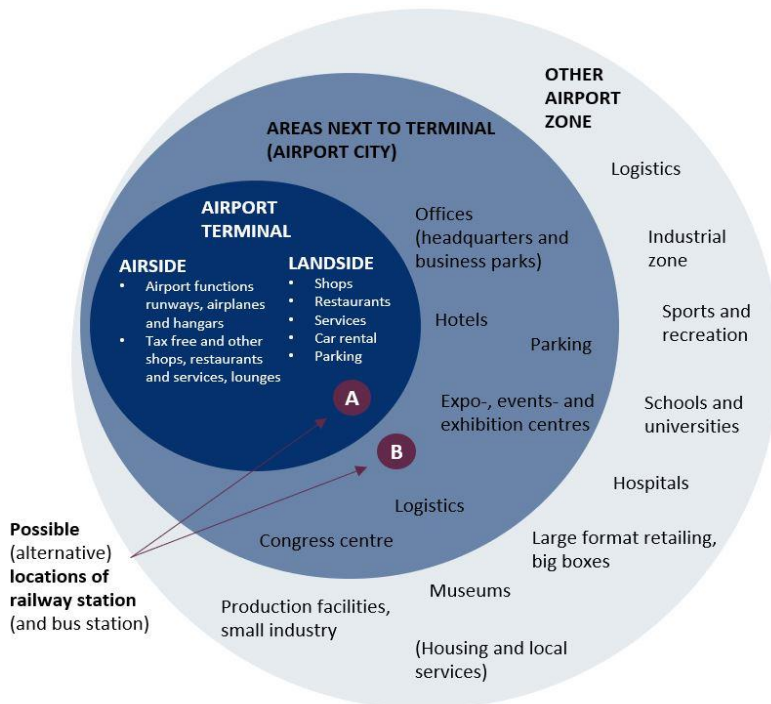 OTHER
AIRPORT
ZONE
Logistics
Industrial
zone
Sports and
recreation
Schools and
universities
Hospitals
Large format retailing,
big boxes
Museums
(Housing and local
services)
Production facilities,
small industry
AREAS NEXT TO TERMINAL
(AIRPORT CITY)
Offices
(headquarters and
business parks)
Hotels
Parking
Expo-, events- and
exhibition centres
Logistics
Congress centre
AIRPORT
TERMINAL
AIRSIDE
• Airport functions
runways, airplanes
and hangars
• Tax free and other
shops, restaurants
and services, lounges
LANDSIDE
• Shops
• Restaurants
• Services
• Car rental
• Parking
A
B
Possible
(alternative)
locations of
railway station
(and bus station)